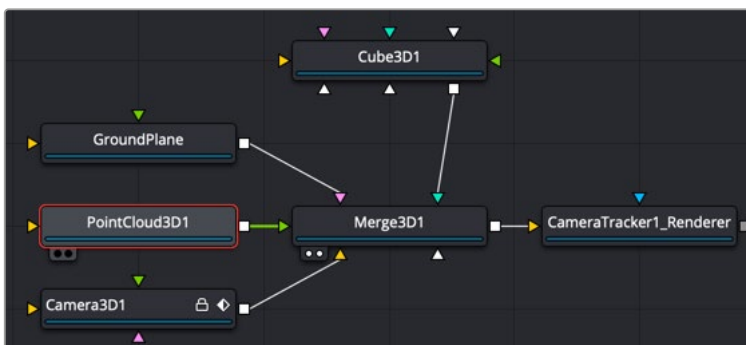 Cube3D1
GroundPlane
PointCloud3D1
Merge3D1
CameraTracker1_Renderer
Camera3D1